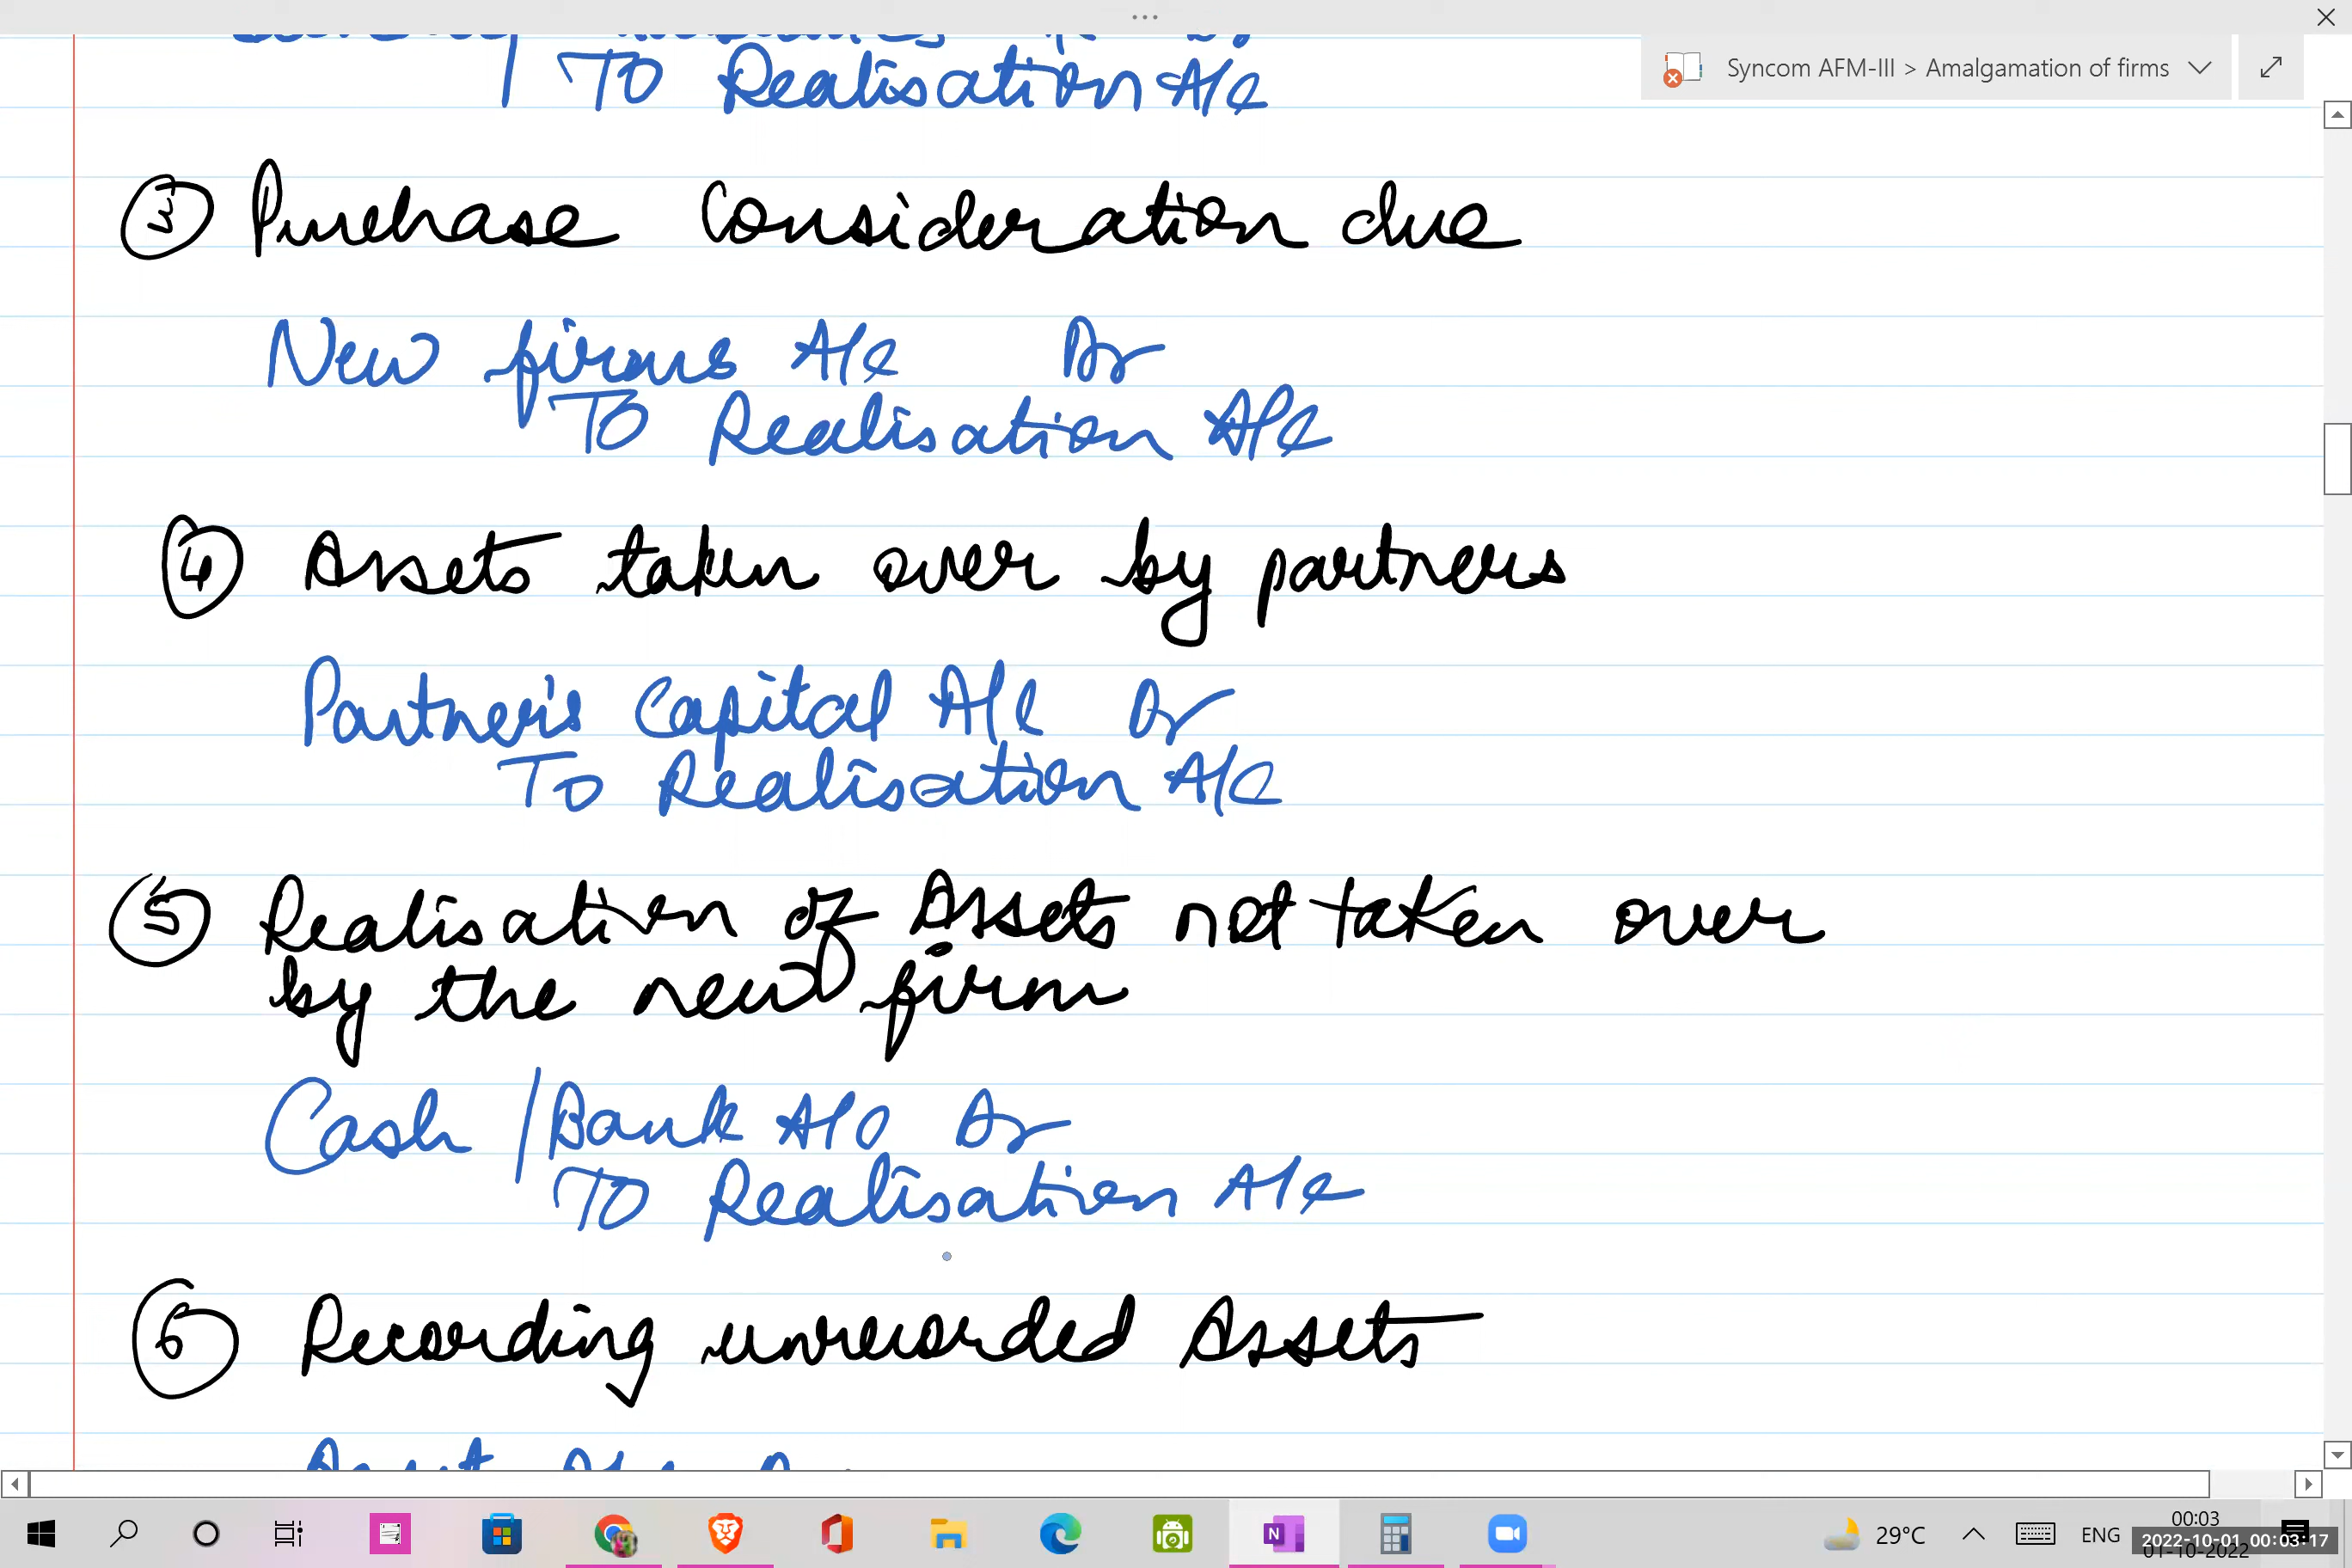 Syncom AFM-III > Amalgamation of firms
To Realisation A/c
③ Purchase Consideration due
New firms A/c Dr
To Realisation A/c
④ Assets taken over by partners
Partner's Capital A/c Dr
To Realisation A/c
⑤ Realisation of Assets not taken over
by the new firm
Cash / Bank A/c Dr
To Realisation A/c
⑥ Recording unrecorded Assets
29°C
ENG
00:03
2022-10-01 00:03:17
01-10-2022